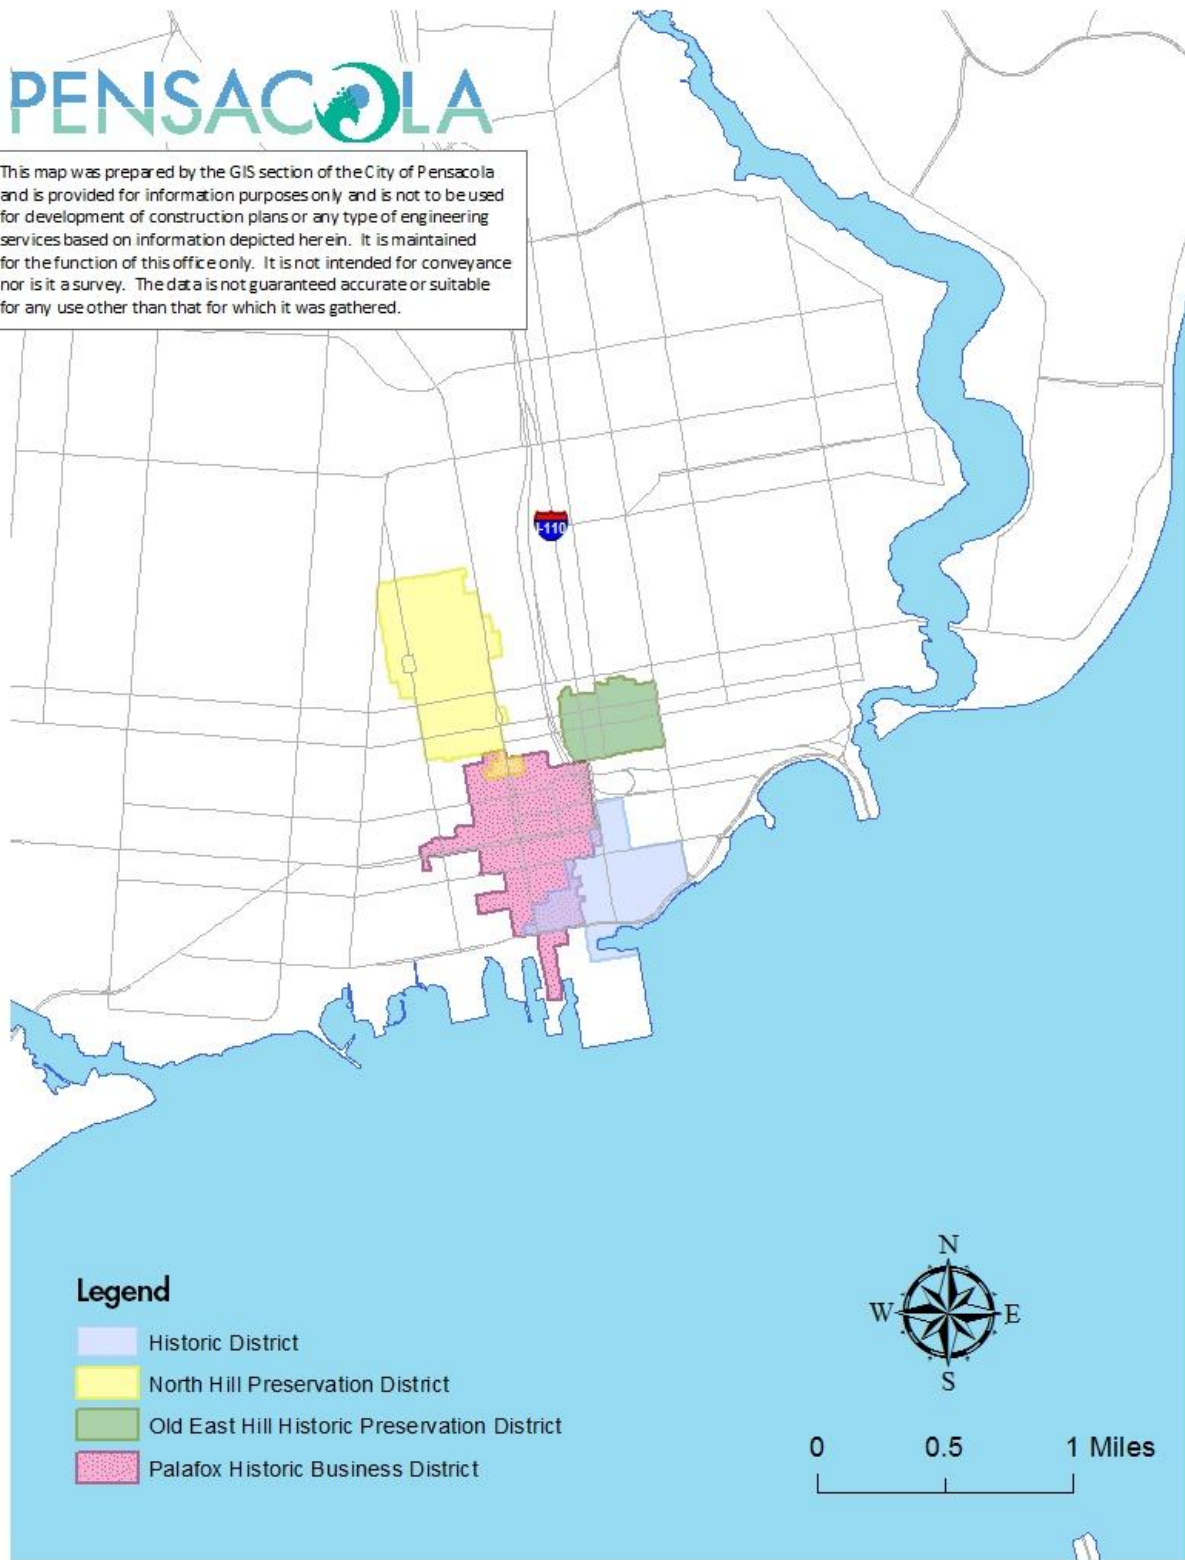 PENSACOLA
This map was prepared by the GIS section of the City of Pensacola
and is provided for information purposes only and is not to be used
for development of construction plans or any type of engineering
services based on information depicted herein. It is maintained
for the function of this office only. It is not intended for conveyance
nor is it a survey. The data is not guaranteed accurate or suitable
for any use other than that for which it was gathered.
I-110
N
W E
S
Legend
Historic District
North Hill Preservation District
Old East Hill Historic Preservation District
Palafox Historic Business District
0 0.5 1 Miles